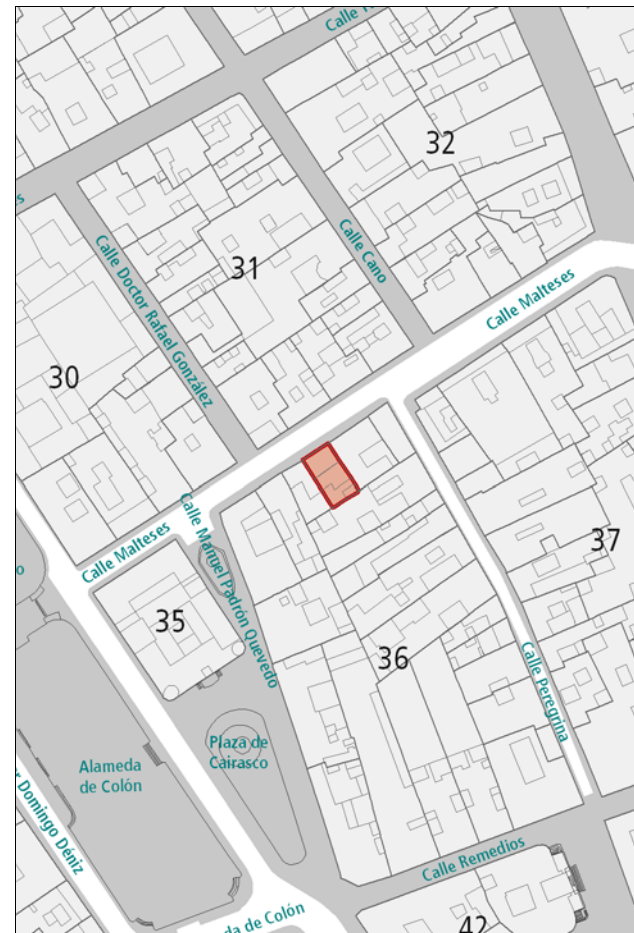 Calle
32
Calle Cano
31
Calle Doctor Rafael González
Calle Malteses
30
37
Calle Malteses
Calle Manuel Padrón Quevedo
35
36
Calle Peregrina
Plaza de
Cairasco
Alameda
de Colón
Domingo Déniz
Calle Remedios
da de Colón
42